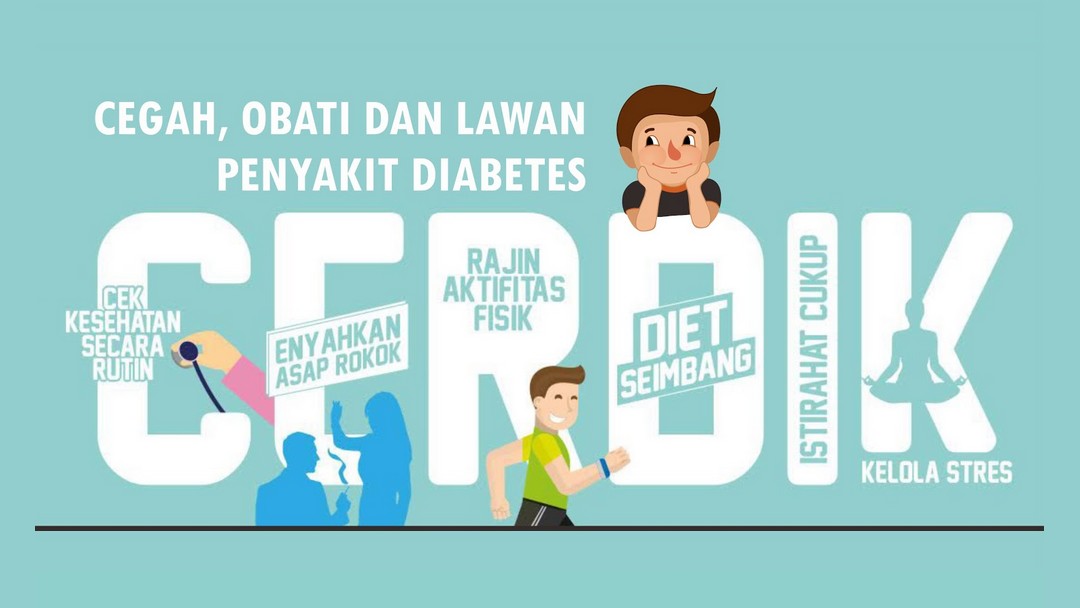 CEGAH, OBATI DAN LAWAN
PENYAKIT DIABETES
CERDIK
CEK
KESEHATAN
SECARA
RUTIN
ENYAHKAN
ASAP ROKOK
RAJIN
AKTIFITAS
FISIK
DIET
SEIMBANG
ISTIRAHAT CUKUP
KELOLA STRES